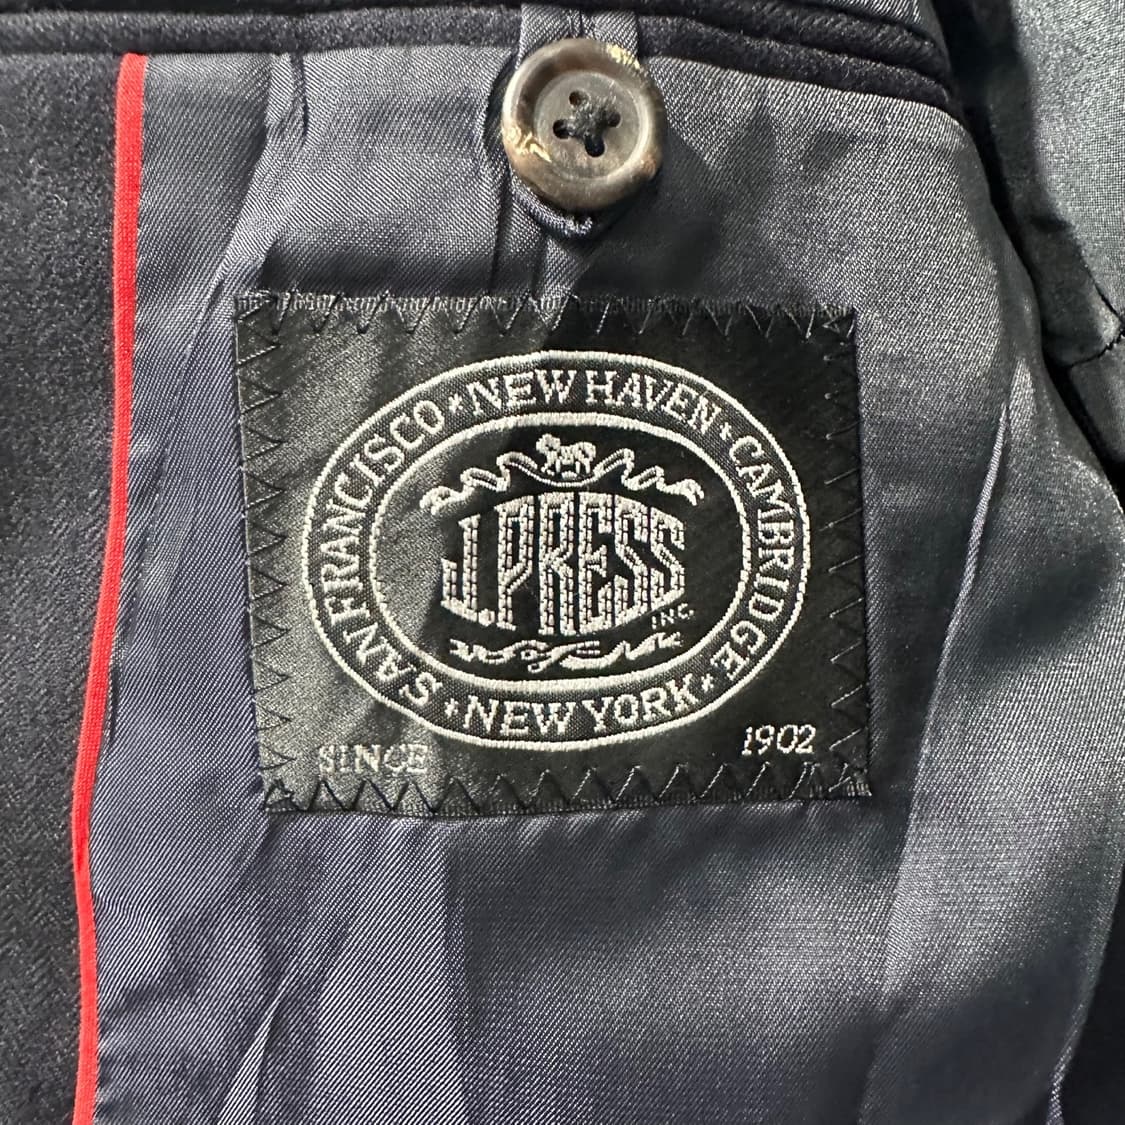 SAN FRANCISCO * NEW HAVEN * CAMBRIDGE * NEW YORK *
J.PRESS
INC.
SINCE 1902